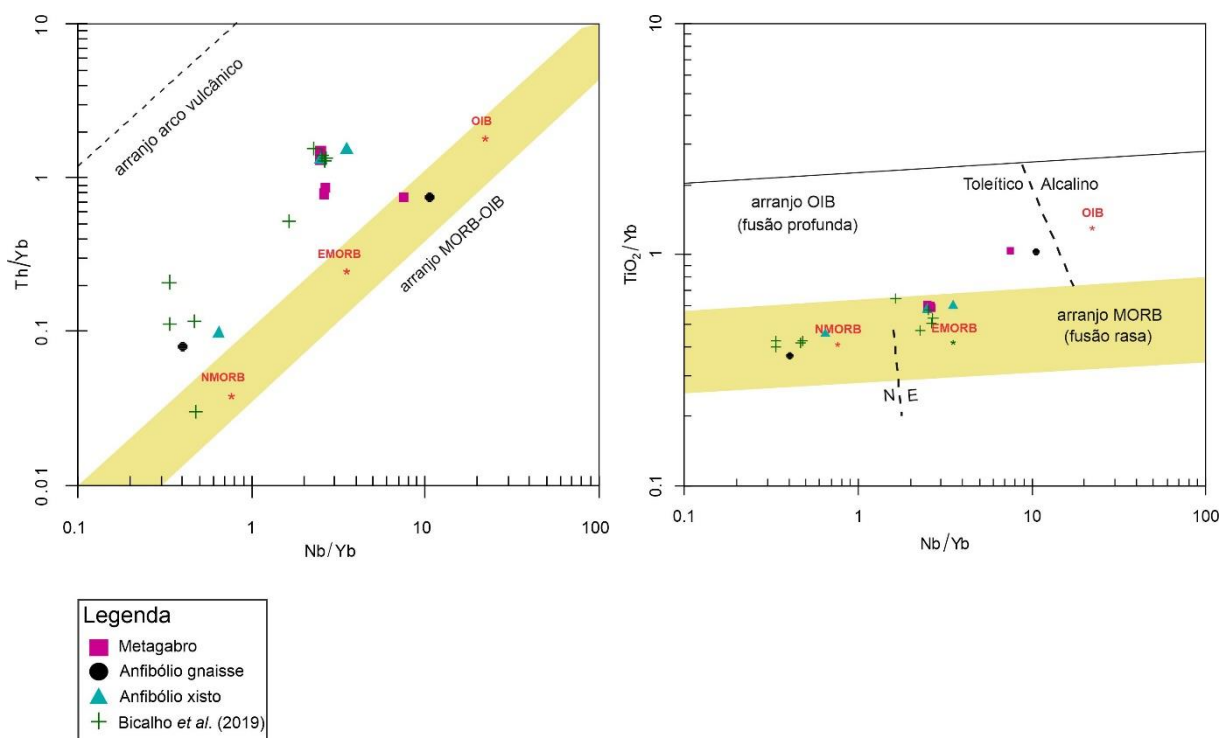 10
1
0.1
0.01
Th/Yb
arranjo arco vulcânico
OIB
EMORB
NMORB
arranjo MORB-OIB
0.1
1
10
100
Nb/Yb
10
1
0.1
TiO2/Yb
Toleítico
Alcalino
arranjo OIB
(fusão profunda)
OIB
arranjo MORB
(fusão rasa)
NMORB
EMORB
N
E
0.1
1
10
100
Nb/Yb
Legenda
Metagabro
Anfibólio gnaisse
Anfibólio xisto
Bicalho et al. (2019)